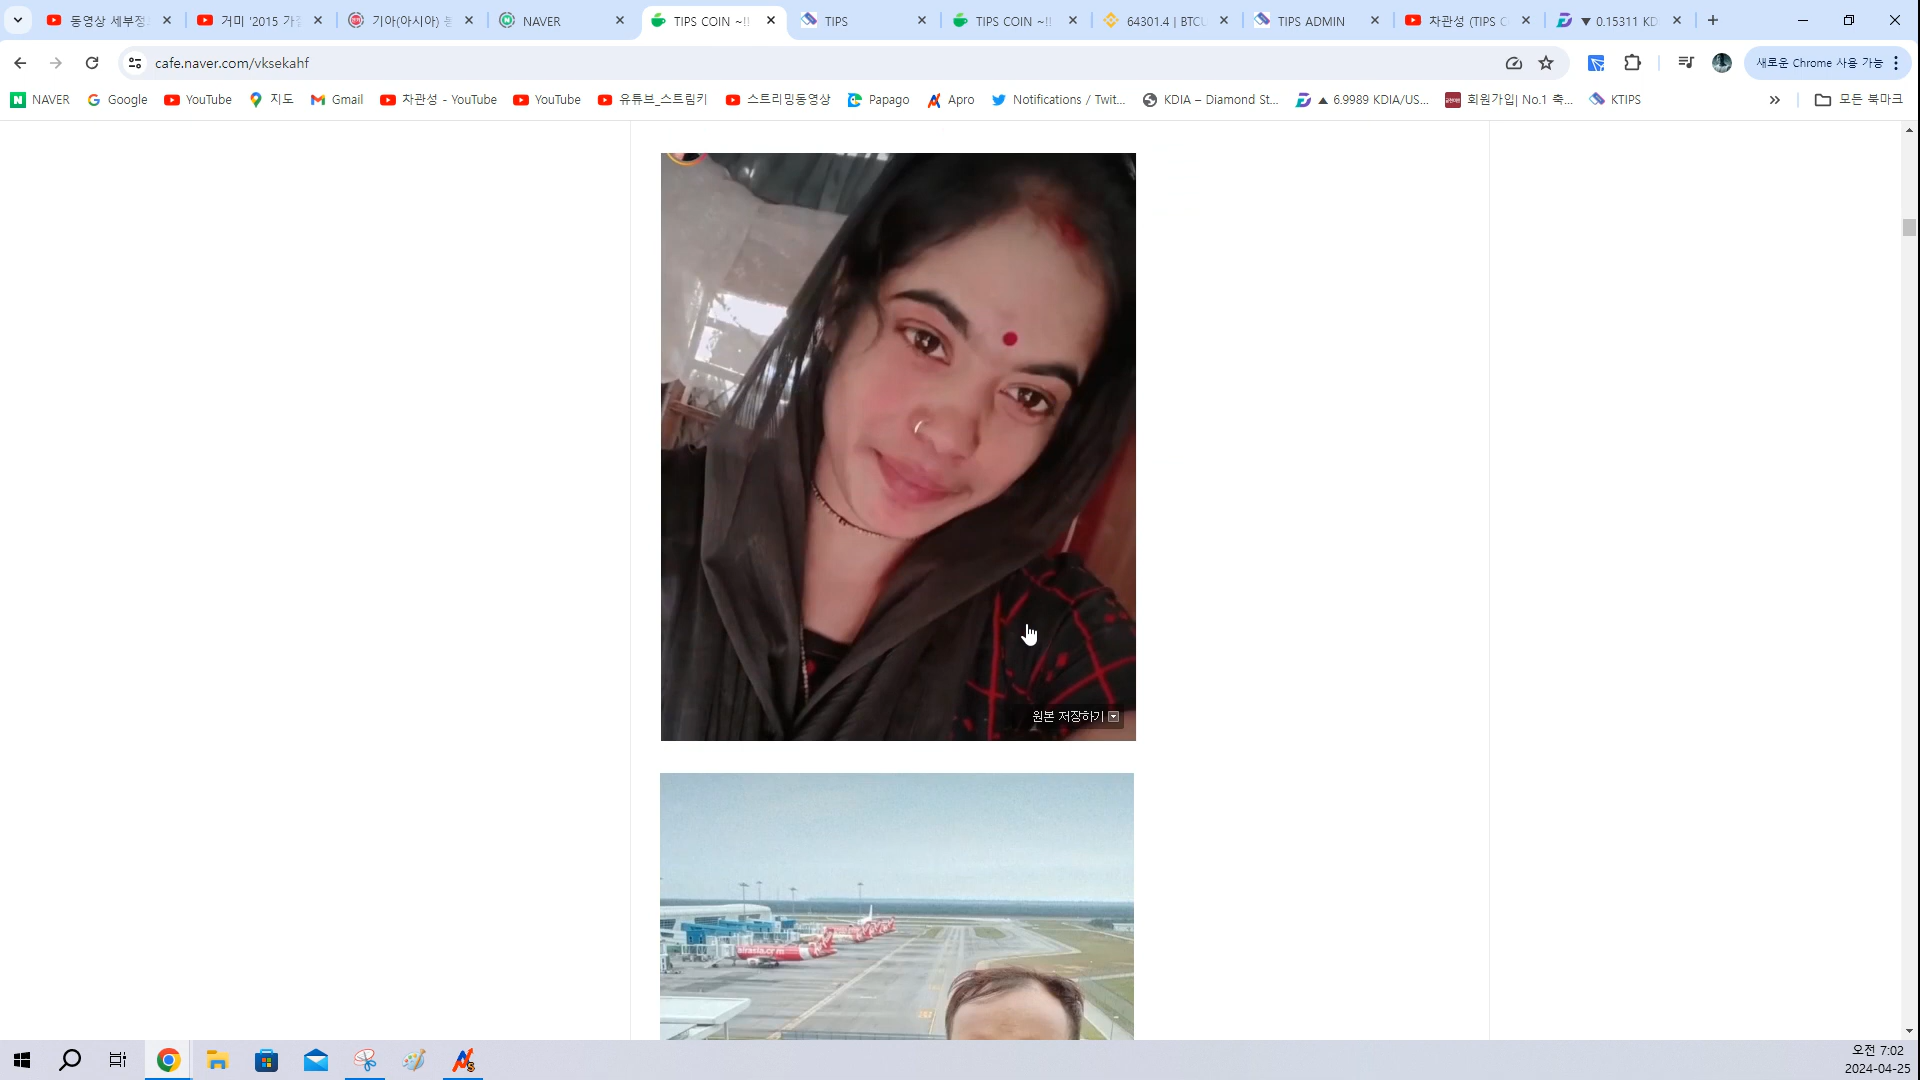 동영상 세부정
거미 '2015 가
기아(아시아)
NAVER
TIPS COIN ~!!
TIPS
TIPS COIN ~!!
64301.4 | BTCU
TIPS ADMIN
차관성 (TIPS C
▼ 0.15311 KD
cafe.naver.com/vksekahf
새로운 Chrome 사용 가능
NAVER
Google
YouTube
지도
Gmail
차관성 - YouTube
YouTube
유튜브_스트림키
스트리밍동영상
Papago
Apro
Notifications / Twit...
KDIA – Diamond St...
▲ 6.9989 KDIA/US...
회원가입| No.1 축...
KTIPS
»
모든 북마크
원본 저장하기
오전 7:02
2024-04-25